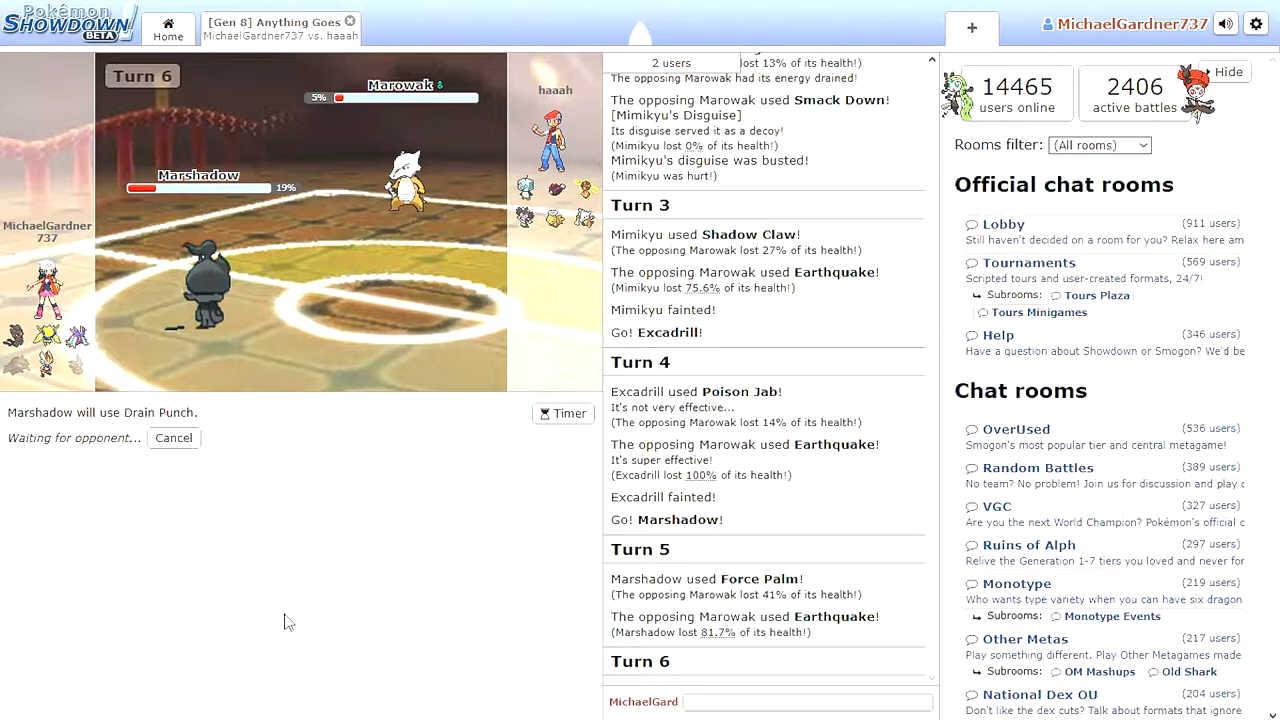 Pokémon
SHOWDOWN!
BETA
Home
[Gen 8] Anything Goes
MichaelGardner737 vs. haaah
+
MichaelGardner737
Turn 6
Marowak
5%
Marshadow
19%
MichaelGardner
737
haaah
Marshadow will use Drain Punch.
Timer
Waiting for opponent...
Cancel
2 users
lost 13% of its health!)
The opposing Marowak had its energy drained!
The opposing Marowak used Smack Down!
[Mimikyu's Disguise]
Its disguise served it as a decoy!
(Mimikyu lost 0% of its health!)
Mimikyu's disguise was busted!
(Mimikyu was hurt!)
Turn 3
Mimikyu used Shadow Claw!
(The opposing Marowak lost 27% of its health!)
The opposing Marowak used Earthquake!
(Mimikyu lost 75.6% of its health!)
Mimikyu fainted!
Go! Excadrill!
Turn 4
Excadrill used Poison Jab!
It's not very effective...
(The opposing Marowak lost 14% of its health!)
The opposing Marowak used Earthquake!
It's super effective!
(Excadrill lost 100% of its health!)
Excadrill fainted!
Go! Marshadow!
Turn 5
Marshadow used Force Palm!
(The opposing Marowak lost 41% of its health!)
The opposing Marowak used Earthquake!
(Marshadow lost 81.7% of its health!)
Turn 6
MichaelGard
14465
users online
2406
active battles
Hide
Rooms filter: (All rooms)
Official chat rooms
Lobby (911 users)
Still haven't decided on a room for you? Relax here am
Tournaments (569 users)
Scripted tours and user-created formats, 24/7!
Subrooms: Tours Plaza
Tours Minigames
Help (346 users)
Have a question about Showdown or Smogon? We'd be
Chat rooms
OverUsed (536 users)
Smogon's most popular tier and central metagame!
Random Battles (389 users)
No team? No problem! Join us for discussion and play c
VGC (327 users)
Are you the next World Champion? Pokémon's official c
Ruins of Alph (297 users)
Relive the Generation 1-7 tiers you loved and never for
Monotype (219 users)
Who wants type variety when you can have six dragon
Subrooms: Monotype Events
Other Metas (217 users)
Play something different. Play Other Metagames made
Subrooms: OM Mashups Old Shark
National Dex OU (204 users)
Don't like the dex cuts? Talk about formats that ignore